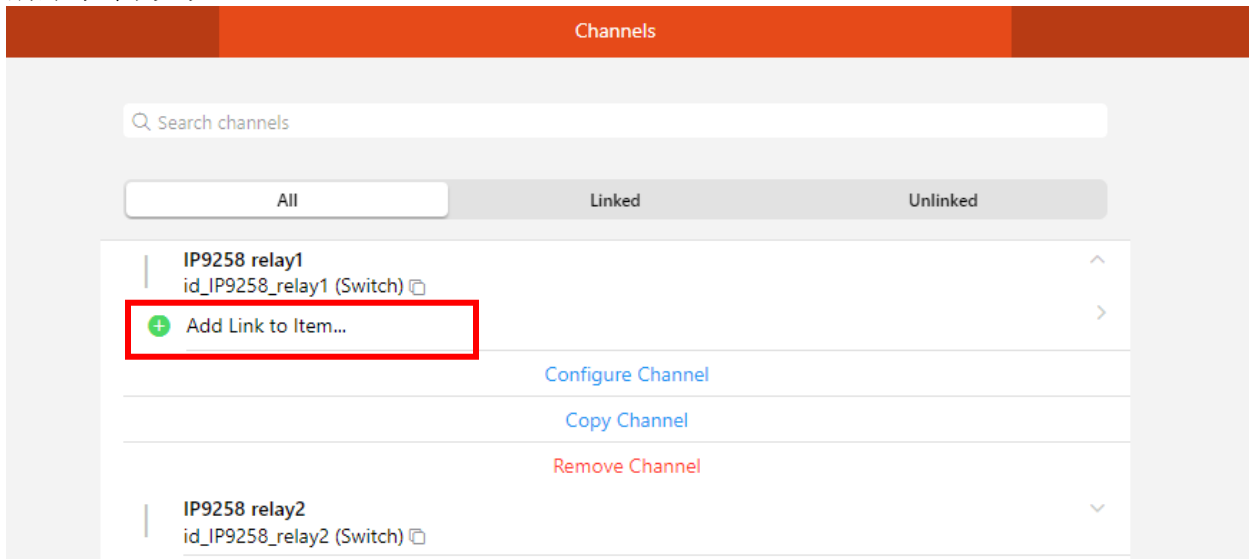 Channels
Search channels
All
Linked
Unlinked
IP9258 relay1
id_IP9258_relay1 (Switch)
Add Link to Item...
Configure Channel
Copy Channel
Remove Channel
IP9258 relay2
id_IP9258_relay2 (Switch)